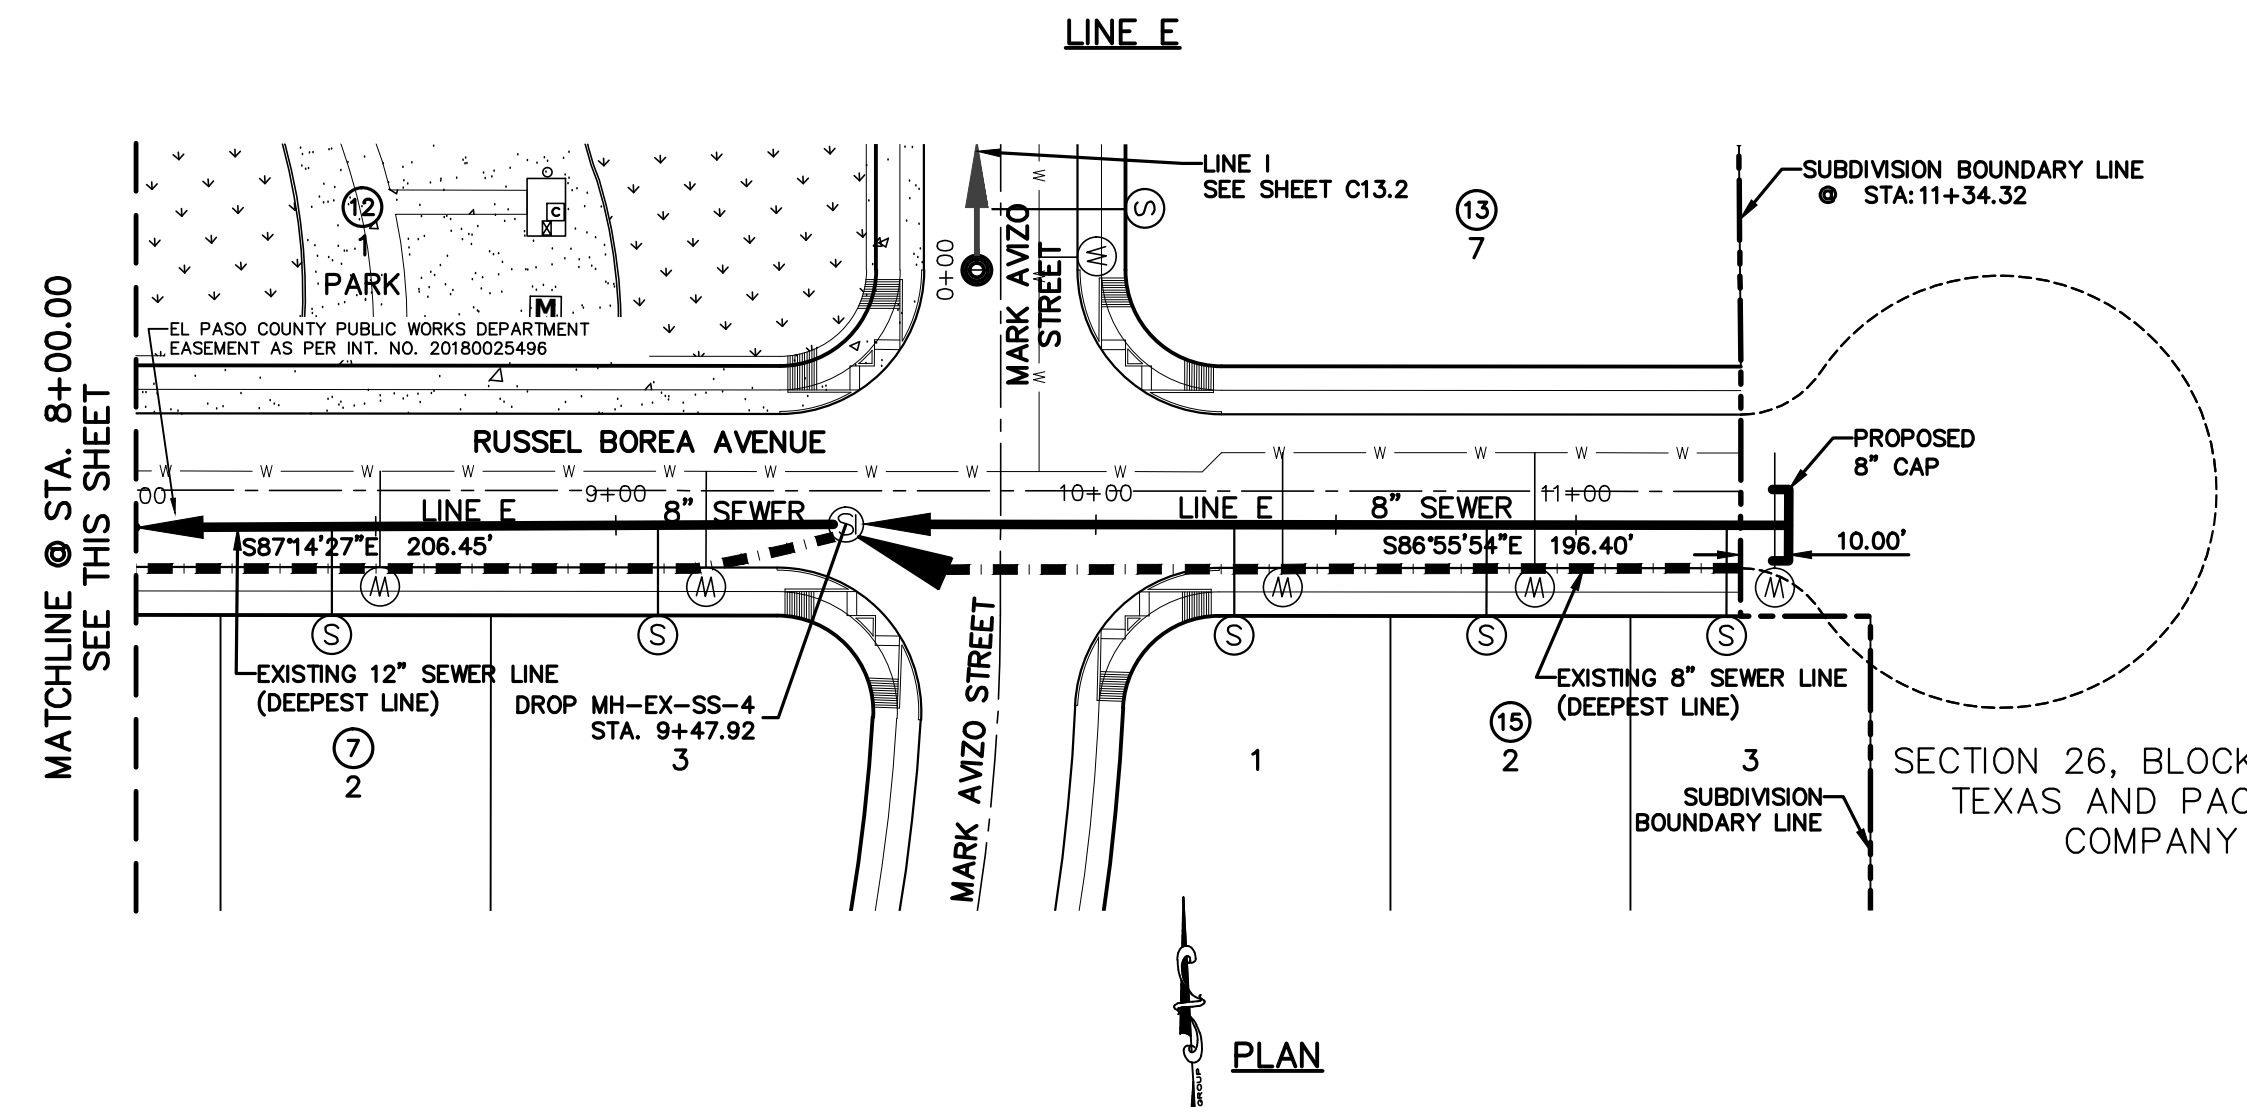 LINE E
LINE I
SEE SHEET C13.2
SUBDIVISION BOUNDARY LINE
@ STA:11+34.32
12
1
PARK
C
M
S
W
13
7
0+00
MARK AVIZO
STREET
EL PASO COUNTY PUBLIC WORKS DEPARTMENT
EASEMENT AS PER INT. NO. 20180025496
MATCHLINE @ STA. 8+00.00
SEE THIS SHEET
RUSSEL BOREA AVENUE
PROPOSED
8" CAP
W W W W W W W W W W W W W W W
W
W
W
00
9+00
10+00
11+00
LINE E 8" SEWER
S
LINE E 8" SEWER
S87°14'27"E 206.45'
S86°55'54"E 196.40'
10.00'
W W W W W
S S S S S
EXISTING 12" SEWER LINE
(DEEPEST LINE)
DROP MH-EX-SS-4
STA. 9+47.92
MARK AVIZO STREET
EXISTING 8" SEWER LINE
(DEEPEST LINE)
7
2
3
1
15
2
3
SUBDIVISION
BOUNDARY LINE
SECTION 26, BLOCK
TEXAS AND PAC
COMPANY
PLAN
GROUP